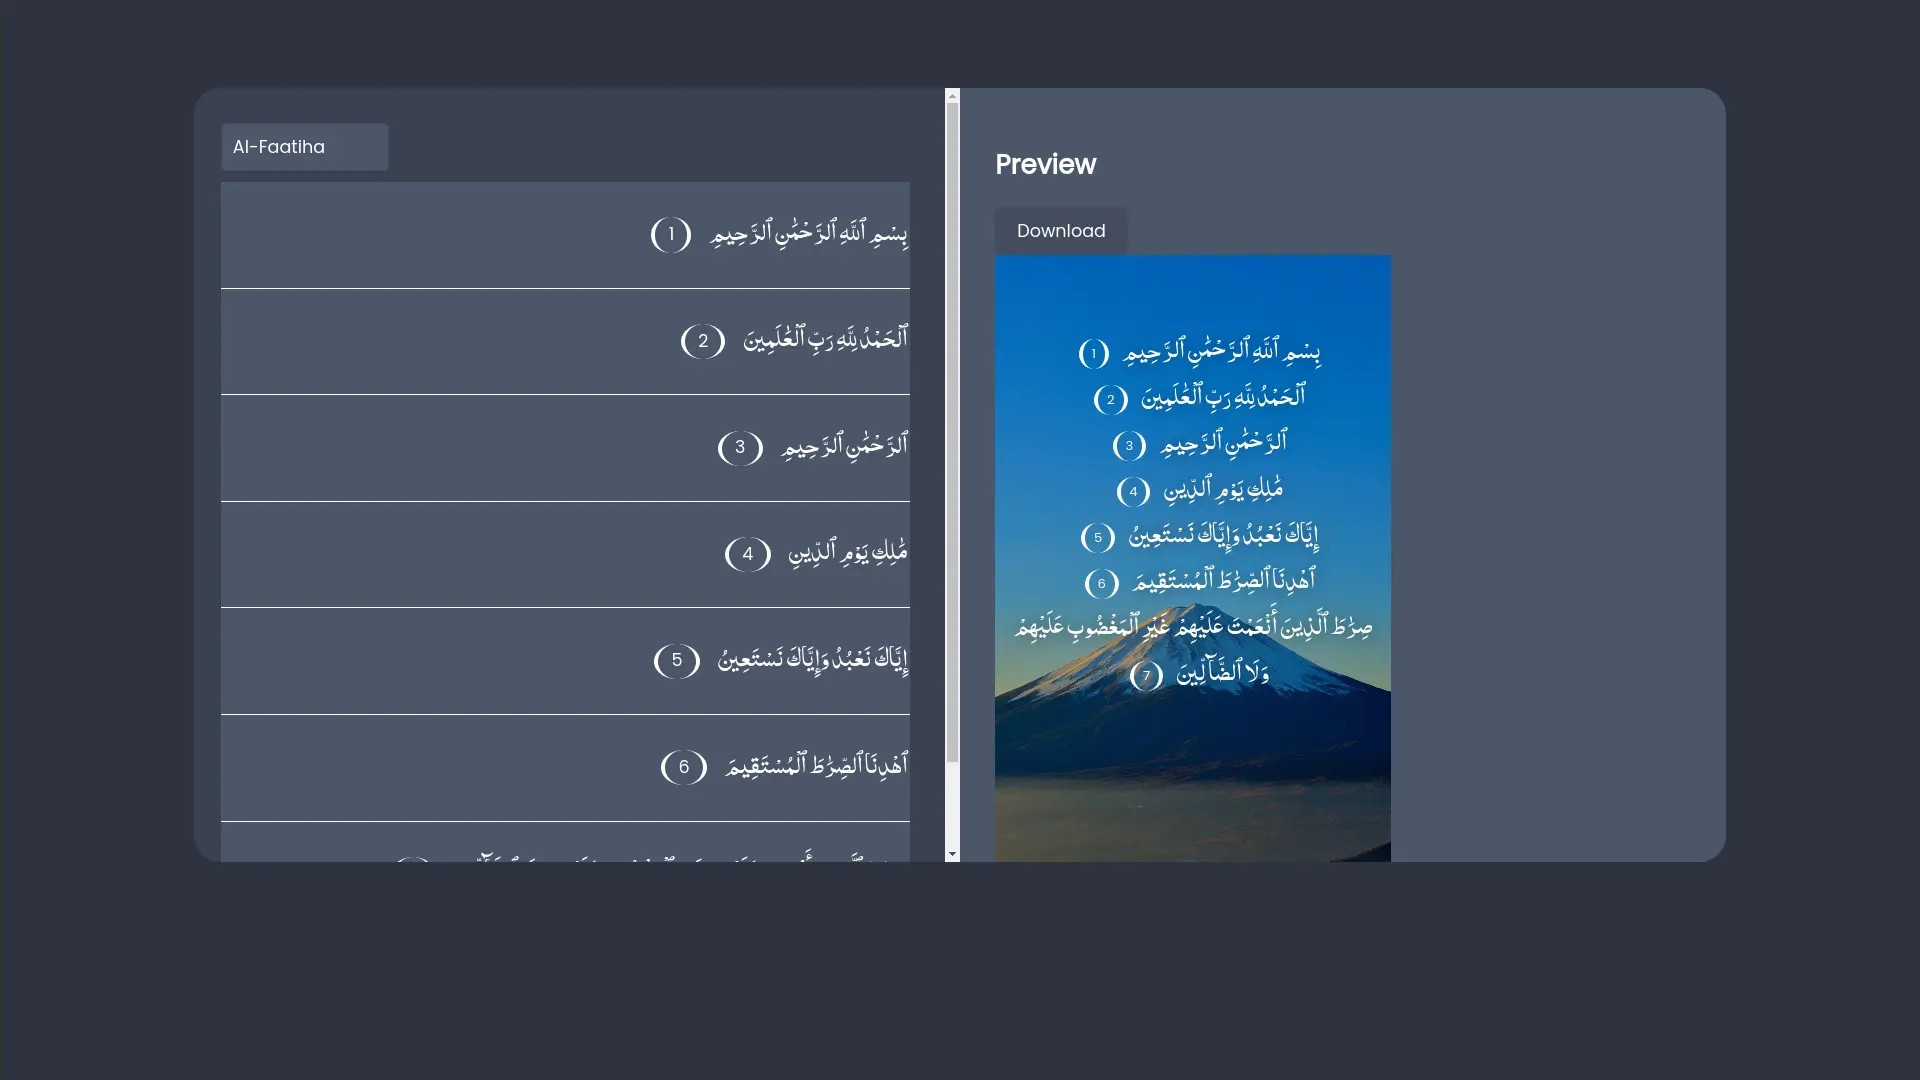 Al-Faatiha
بِسْمِ ٱللَّهِ ٱلرَّحْمَٰنِ ٱلرَّحِيمِ 1
ٱلْحَمْدُ لِلَّهِ رَبِّ ٱلْعَٰلَمِينَ 2
ٱلرَّحْمَٰنِ ٱلرَّحِيمِ 3
مَٰلِكِ يَوْمِ ٱلدِّينِ 4
إِيَّاكَ نَعْبُدُ وَإِيَّاكَ نَسْتَعِينُ 5
ٱهْدِنَا ٱلصِّرَٰطَ ٱلْمُسْتَقِيمَ 6
Preview
Download
بِسْمِ ٱللَّهِ ٱلرَّحْمَٰنِ ٱلرَّحِيمِ 1
ٱلْحَمْدُ لِلَّهِ رَبِّ ٱلْعَٰلَمِينَ 2
ٱلرَّحْمَٰنِ ٱلرَّحِيمِ 3
مَٰلِكِ يَوْمِ ٱلدِّينِ 4
إِيَّاكَ نَعْبُدُ وَإِيَّاكَ نَسْتَعِينُ 5
ٱهْدِنَا ٱلصِّرَٰطَ ٱلْمُسْتَقِيمَ 6
صِرَٰطَ ٱلَّذِينَ أَنْعَمْتَ عَلَيْهِمْ غَيْرِ ٱلْمَغْضُوبِ عَلَيْهِمْ
وَلَا ٱلضَّآلِّينَ 7